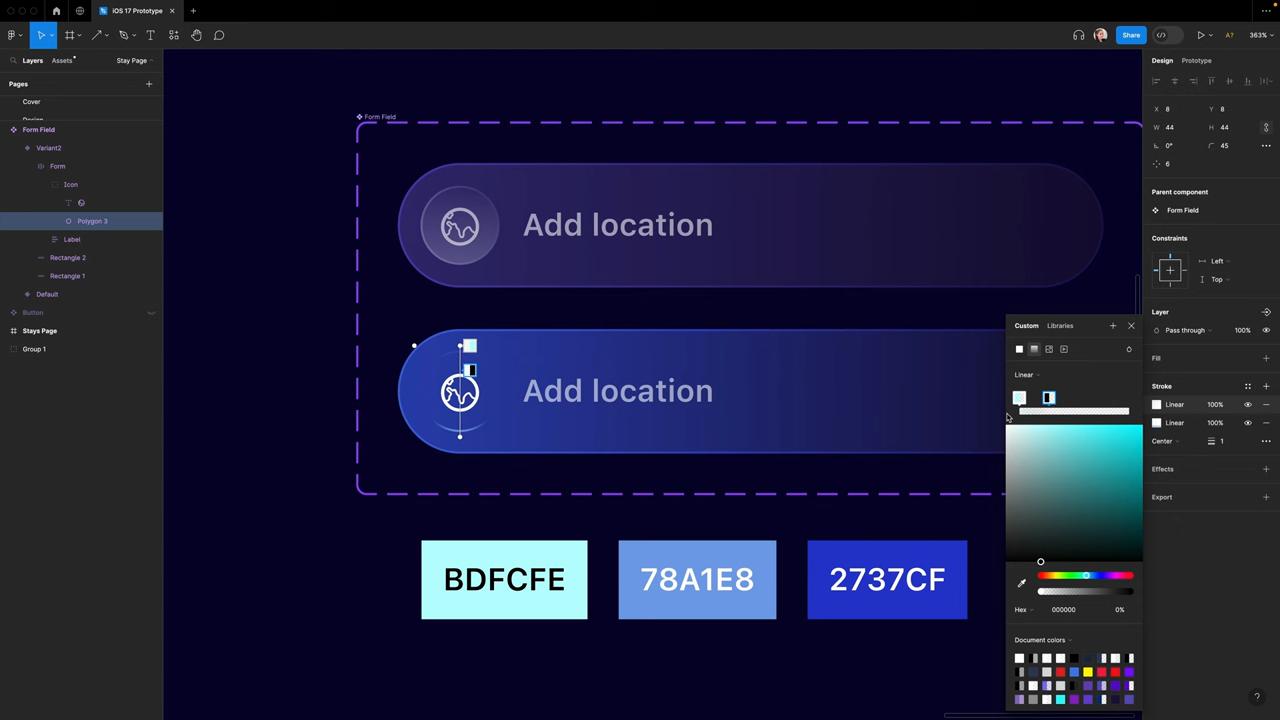 iOS 17 Prototype
Share
A?
363%
Layers
Assets
Stay Page
Pages
Cover
Form Field
Variant2
Form
Icon
T
Polygon 3
Label
Rectangle 2
Rectangle 1
Default
Button
Stays Page
Group 1
Form Field
Add location
Add location
BDFCFE
78A1E8
2737CF
Custom
Libraries
Linear
Hex
000000
0%
Document colors
Design
Prototype
X 8
Y 8
W 44
H 44
0°
45
6
Parent component
Form Field
Constraints
Left
Top
Layer
Pass through
100%
Fill
Stroke
Linear
100%
Linear
100%
Center
1
Effects
Export
?